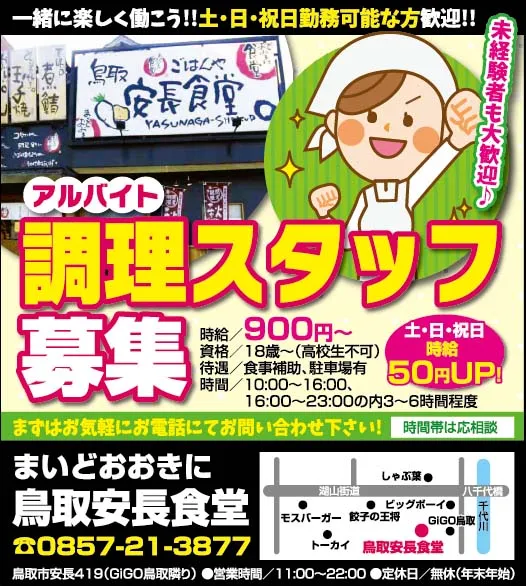 一緒に楽しく働こう!!土・日・祝日勤務可能な方歓迎!!
未経験者も大歓迎♪
煮鯖
玉子焼
鳥取
ごはんや
安長食堂
YASUNAGA-SHOKUDO
アルバイト
調理スタッフ
募集
時給／900円～
資格／18歳～(高校生不可)
待遇／食事補助、駐車場有
時間／10:00～16:00、
16:00～23:00の内3～6時間程度
土・日・祝日
時給
50円UP!
まずはお気軽にお電話にてお問い合わせ下さい!
時間帯は応相談
まいどおおきに
鳥取安長食堂
☎0857-21-3877
しゃぶ葉
湖山街道
八千代橋
モスバーガー
餃子の王将
ビッグボーイ
GiGO鳥取
千代川
トーカイ
鳥取安長食堂
鳥取市安長419(GiGO鳥取隣り) ●営業時間／11:00～22:00 ●定休日／無休(年末年始)